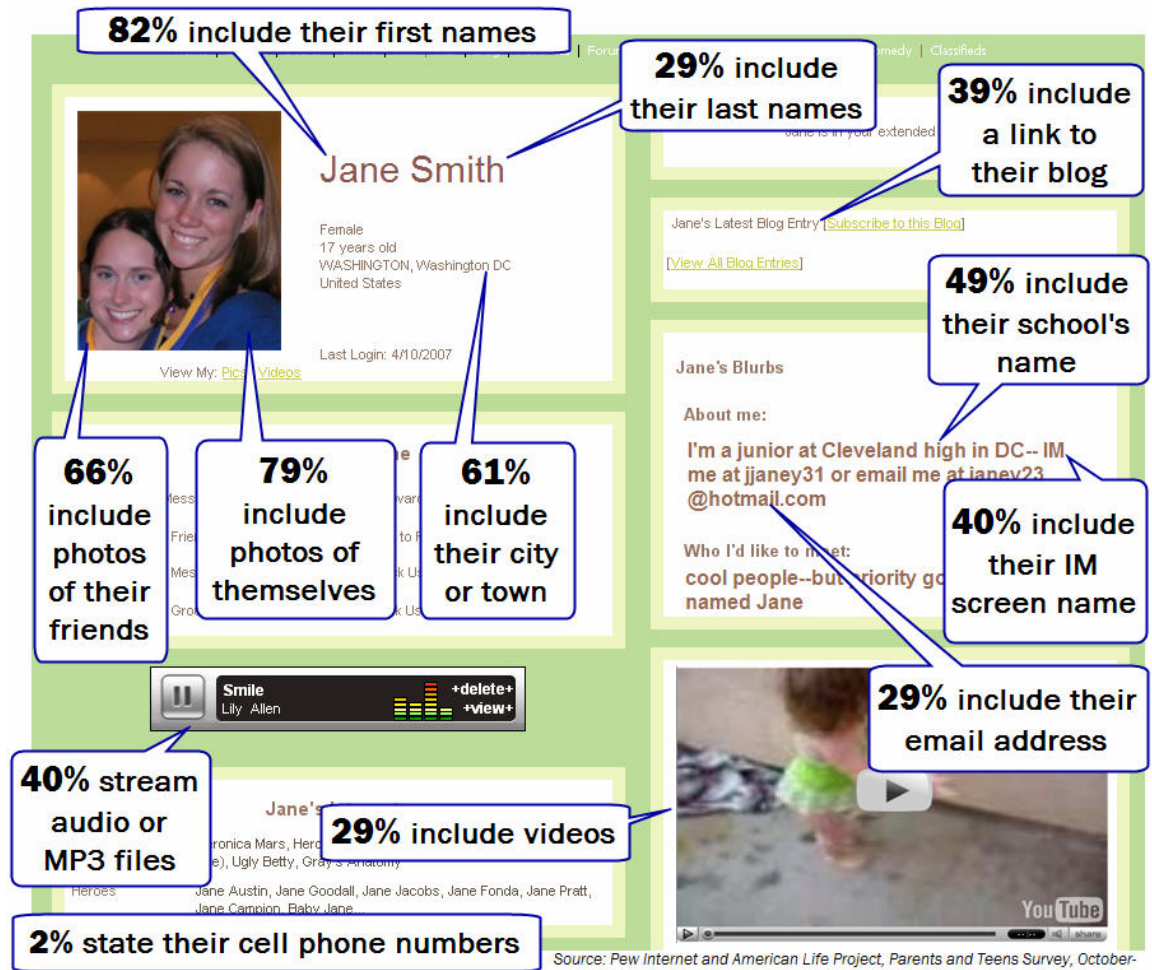 82% include their first names
Foru
medy | Classifieds
29% include
their last names
39% include
a link to
their blog
Jane is in your extended
Jane Smith
Female
17 years old
WASHINGTON, Washington DC
United States
Last Login: 4/10/2007
View My: Pics Videos
Jane's Latest Blog Entry [Subscribe to this Blog]
[View All Blog Entries]
49% include
their school's
name
Jane's Blurbs
About me:
I'm a junior at Cleveland high in DC-- IM
me at jjaney31 or email me at janey23
@hotmail.com
Who I'd like to meet:
cool people--but priority go
named Jane
66%
include
photos
of their
friends
79%
include
photos of
themselves
61%
include
their city
or town
40% include
their IM
screen name
29% include their
email address
Smile
Lily Allen
+delete+
+view+
40% stream
audio or
MP3 files
Jane's
29% include videos
eronica Mars, Hero
e), Ugly Betty, Gray's Anatomy
Heroes
Jane Austin, Jane Goodall, Jane Jacobs, Jane Fonda, Jane Pratt,
Jane Campion, Baby Jane...
2% state their cell phone numbers
You Tube
share
Source: Pew Internet and American Life Project, Parents and Teens Survey, October-